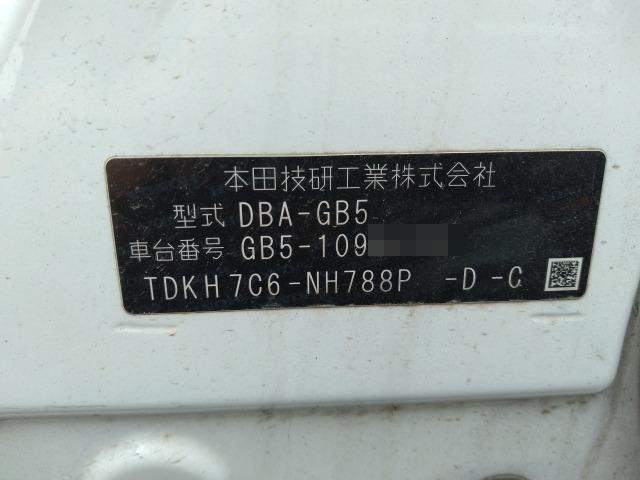 本田技研工業株式会社
型式 DBA-GB5
車台番号 GB5-109
TDKH7C6-NH788P -D -C